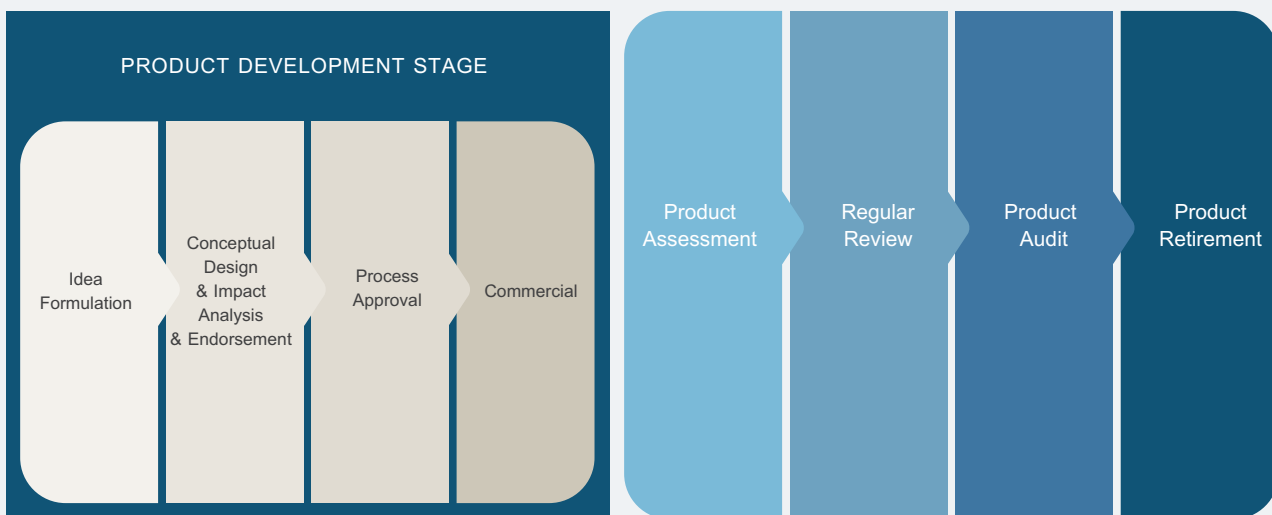 PRODUCT DEVELOPMENT STAGE
Idea
Formulation
Conceptual
Design
& Impact
Analysis
& Endorsement
Process
Approval
Commercial
Product
Assessment
Regular
Review
Product
Audit
Product
Retirement